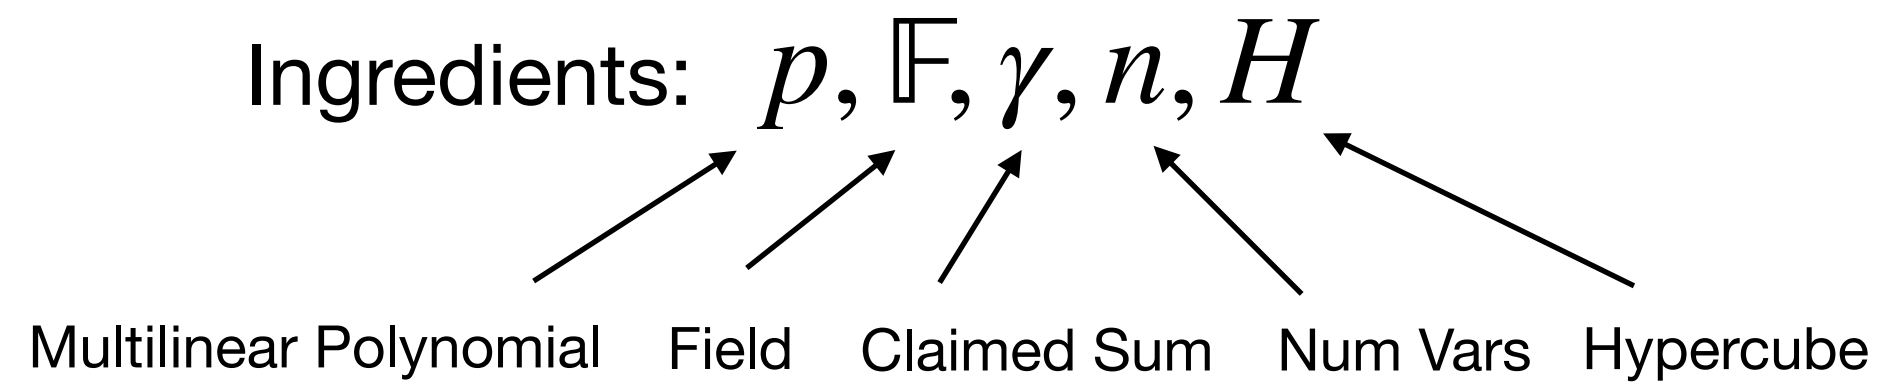 Ingredients: p, 𝔽, γ, n, H
Multilinear Polynomial Field Claimed Sum Num Vars Hypercube